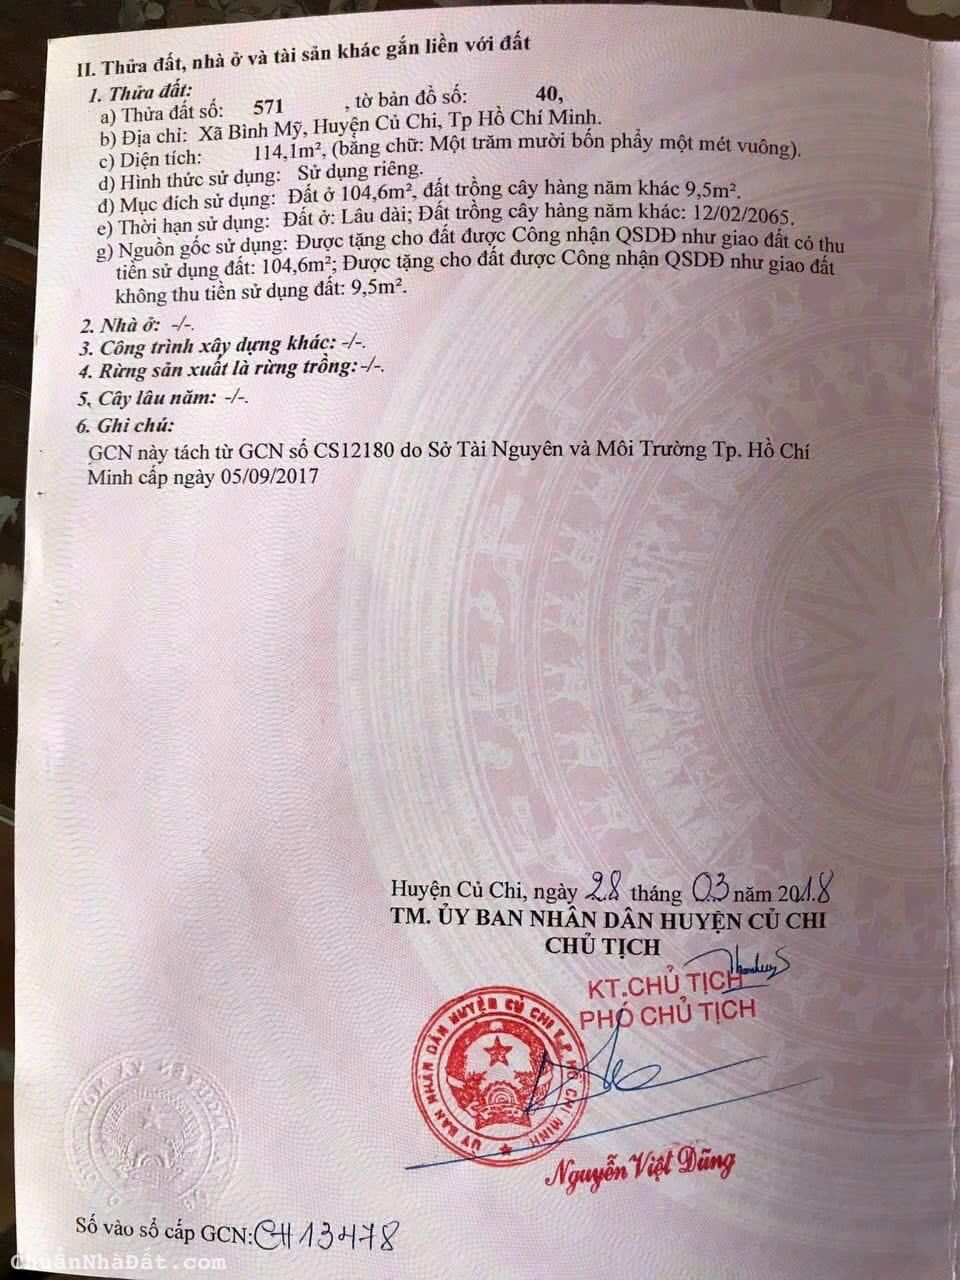 II. Thửa đất, nhà ở và tài sản khác gắn liền với đất
1. Thửa đất:
a) Thửa đất số: 571 , tờ bản đồ số: 40,
b) Địa chỉ: Xã Bình Mỹ, Huyện Củ Chi, Tp Hồ Chí Minh.
c) Diện tích: 114,1m², (bằng chữ: Một trăm mười bốn phẩy một mét vuông).
d) Hình thức sử dụng: Sử dụng riêng.
đ) Mục đích sử dụng: Đất ở 104,6m², đất trồng cây hàng năm khác 9,5m².
e) Thời hạn sử dụng: Đất ở: Lâu dài; Đất trồng cây hàng năm khác: 12/02/2065.
g) Nguồn gốc sử dụng: Được tặng cho đất được Công nhận QSDĐ như giao đất có thu
tiền sử dụng đất: 104,6m²; Được tặng cho đất được Công nhận QSDĐ như giao đất
không thu tiền sử dụng đất: 9,5m².
2. Nhà ở: -/-.
3. Công trình xây dựng khác: -/-.
4. Rừng sản xuất là rừng trồng: -/-.
5. Cây lâu năm: -/-.
6. Ghi chú:
GCN này tách từ GCN số CS12180 do Sở Tài Nguyên và Môi Trường Tp. Hồ Chí
Minh cấp ngày 05/09/2017
Huyện Củ Chi, ngày 28 tháng 03 năm 2018
TM. ỦY BAN NHÂN DÂN HUYỆN CỦ CHI
CHỦ TỊCH
KT.CHỦ TỊCH
PHÓ CHỦ TỊCH
ỦY BAN NHÂN DÂN HUYỆN CỦ CHI T.P. HỒ CHÍ MINH
Nguyễn Việt Dũng
Số vào sổ cấp GCN: CH13478
ChuẩnNhàĐất.com